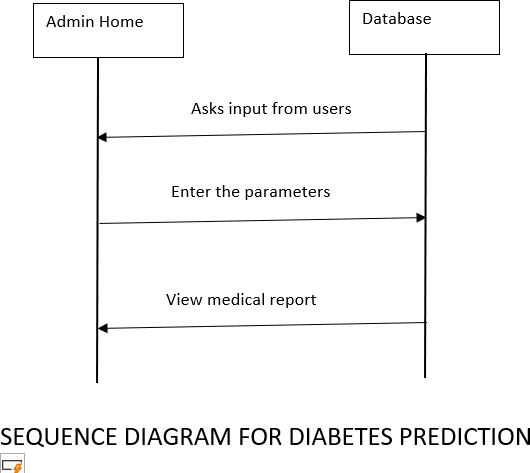 Admin Home
Database
Asks input from users
Enter the parameters
View medical report
SEQUENCE DIAGRAM FOR DIABETES PREDICTION